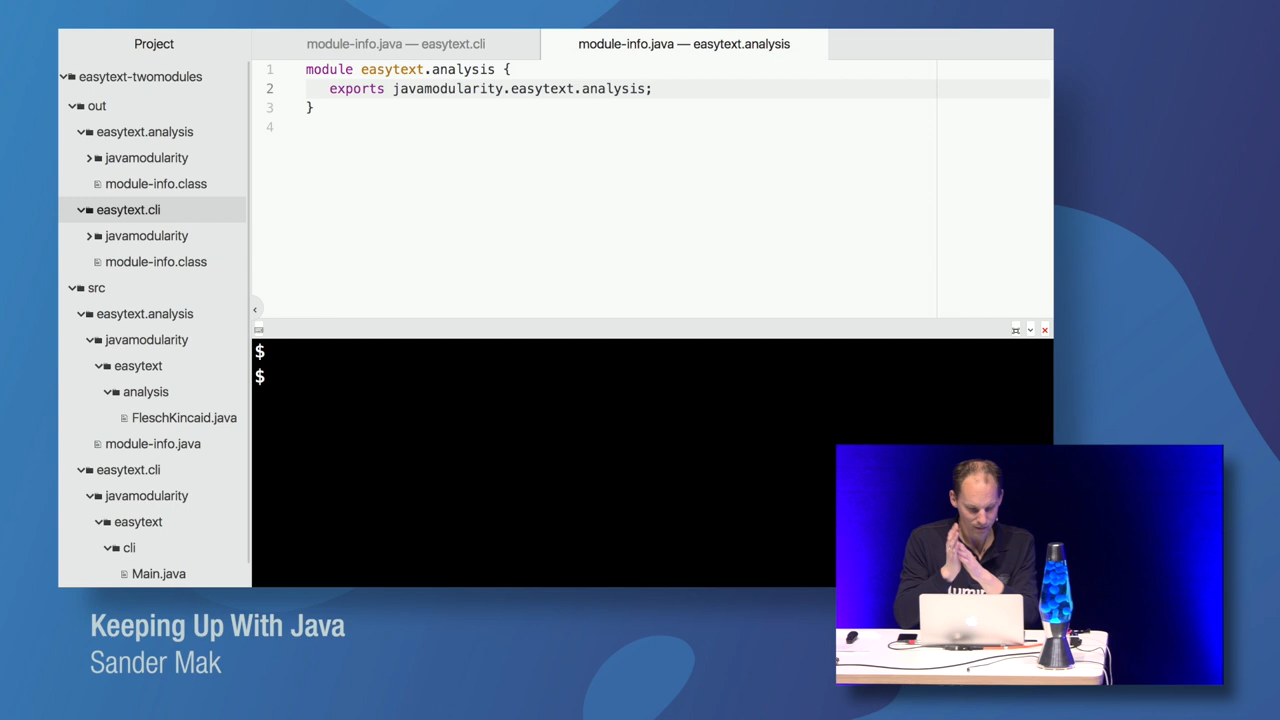 Project
easytext-twomodules
out
easytext.analysis
javamodularity
module-info.class
easytext.cli
javamodularity
module-info.class
src
easytext.analysis
javamodularity
easytext
analysis
FleschKincaid.java
module-info.java
easytext.cli
javamodularity
easytext
cli
Main.java
module-info.java — easytext.cli
module-info.java — easytext.analysis
1 module easytext.analysis {
2 exports javamodularity.easytext.analysis;
3 }
4
$
$
Keeping Up With Java
Sander Mak